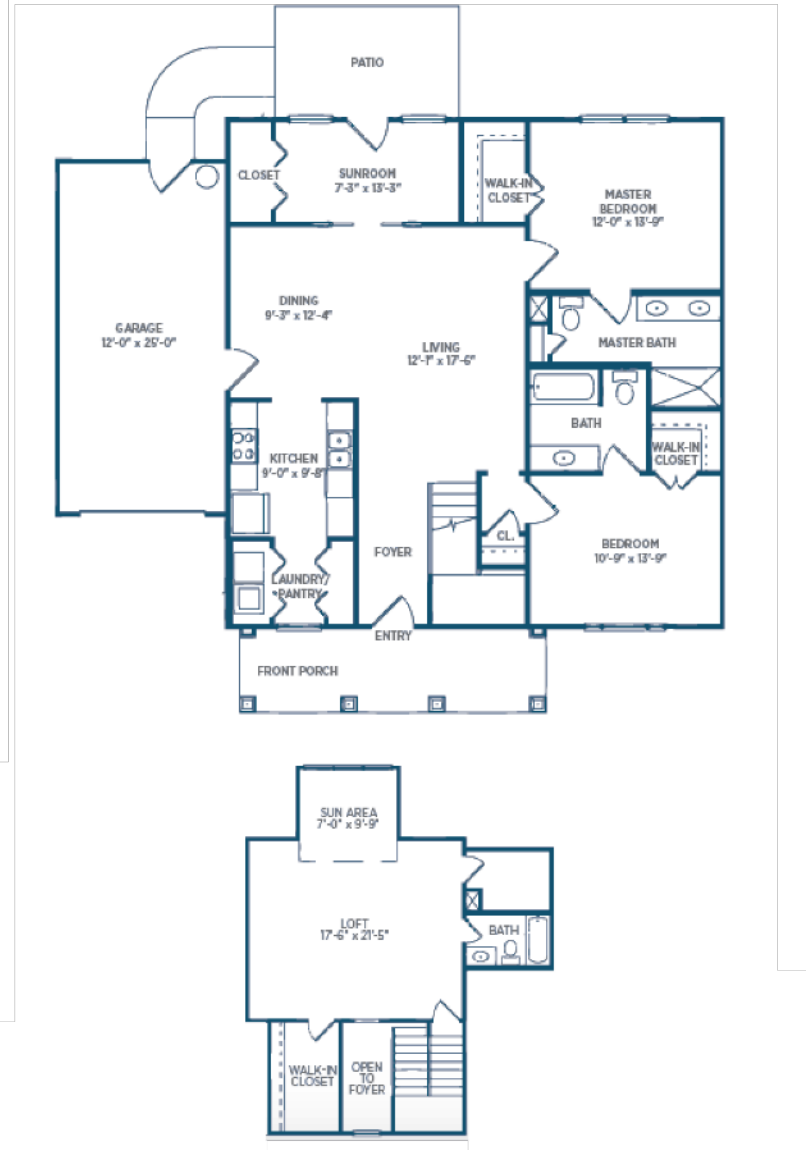 PATIO
CLOSET
SUNROOM
7'-3" x 13'-3"
WALK-IN
CLOSET
MASTER
BEDROOM
12'-0" x 13'-9"
DINING
9'-3" x 12'-4"
GARAGE
12'-0" x 25'-0"
LIVING
12'-1" x 17'-6"
MASTER BATH
BATH
KITCHEN
9'-0" x 9'-8"
WALK-IN
CLOSET
CL.
FOYER
BEDROOM
10'-9" x 13'-9"
LAUNDRY/
PANTRY
ENTRY
FRONT PORCH
SUN AREA
7'-0" x 9'-9"
LOFT
17'-6" x 21'-5"
BATH
WALK-IN
CLOSET
OPEN
TO
FOYER